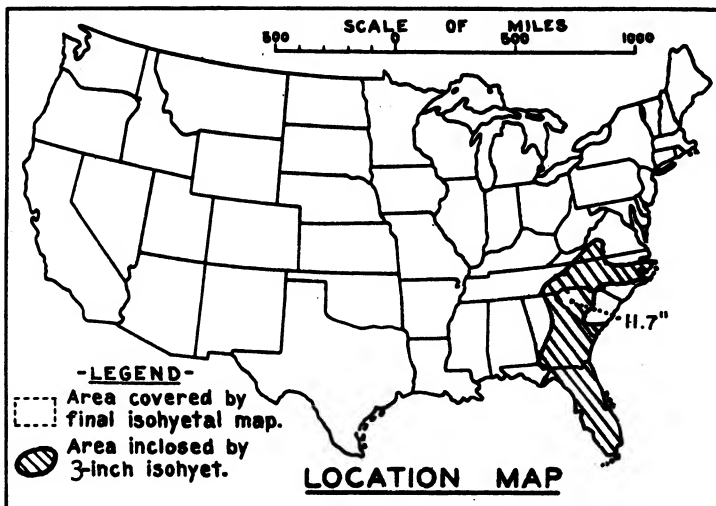 SCALE OF MILES
500 0 500 1000
11.7"
-LEGEND-
Area covered by
final isohyetal map.
Area inclosed by
3-inch isohyet.
LOCATION MAP